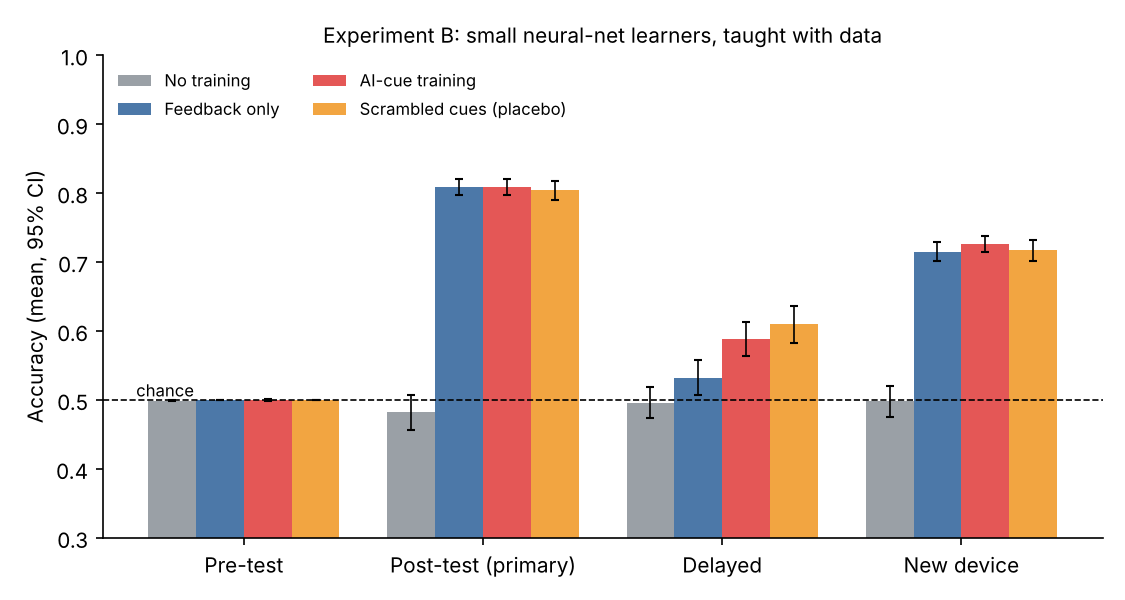 Experiment B: small neural-net learners, taught with data
No training
Feedback only
AI-cue training
Scrambled cues (placebo)
Accuracy (mean, 95% CI)
1.0
0.9
0.8
0.7
0.6
0.5
0.4
0.3
chance
Pre-test
Post-test (primary)
Delayed
New device